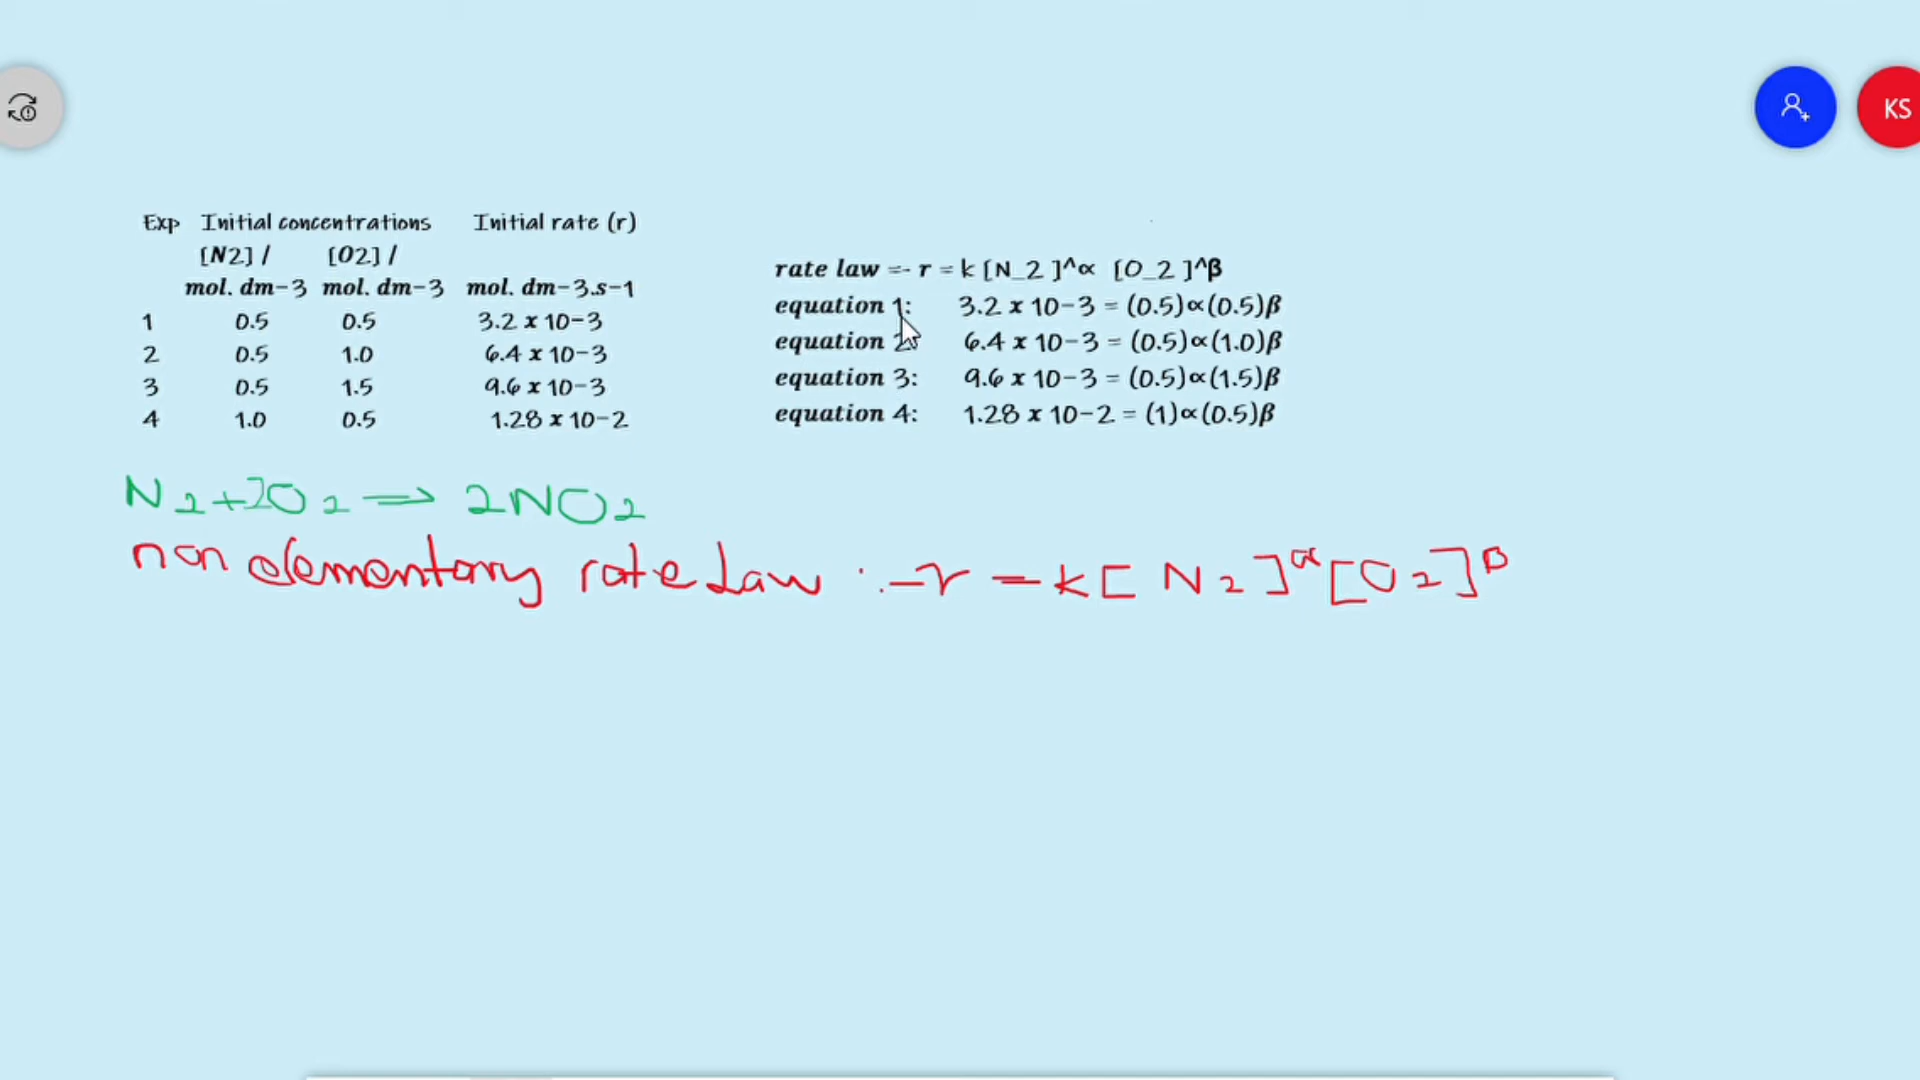 KS
Exp Initial concentrations Initial rate (r)
[N2] / [O2] /
mol. dm-3 mol. dm-3 mol. dm-3.s-1
1 0.5 0.5 3.2 x 10-3
2 0.5 1.0 6.4 x 10-3
3 0.5 1.5 9.6 x 10-3
4 1.0 0.5 1.28 x 10-2
rate law =- r = k [N_2 ]^∝ [O_2 ]^β
equation 1: 3.2 x 10-3 = (0.5)∝(0.5)β
equation 2: 6.4 x 10-3 = (0.5)∝(1.0)β
equation 3: 9.6 x 10-3 = (0.5)∝(1.5)β
equation 4: 1.28 x 10-2 = (1)∝(0.5)β
N2+2O2 ⇒ 2NO2
non elementary rate Law :. -r = k[N2]^α[O2]^β